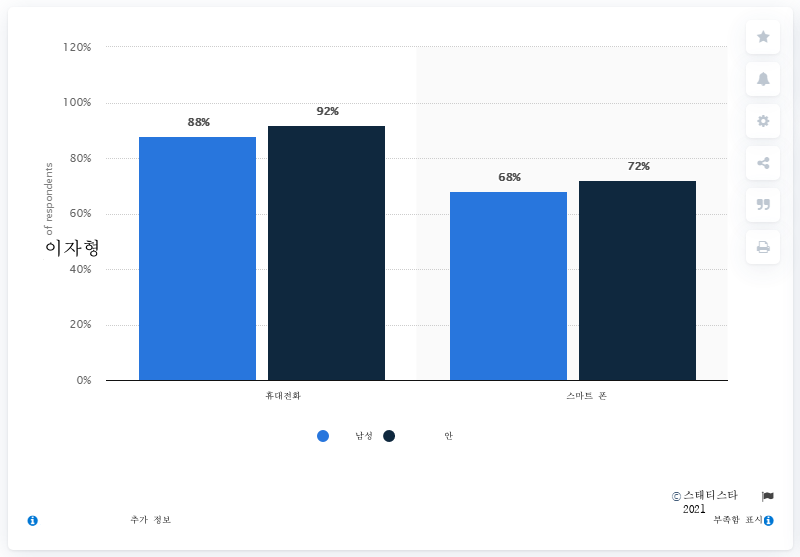 120%
100%
80%
60%
40%
20%
0%
of respondents
이자형
88%
92%
68%
72%
휴대전화
스마트 폰
남성
안
© 스태티스타
2021
추가 정보
부족함 표시